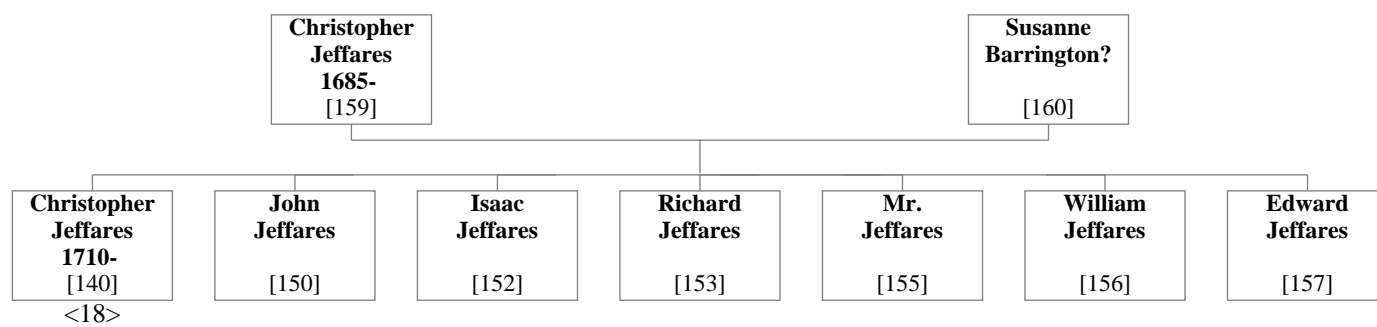 Christopher
Jeffares
1685-
[159]
Susanne
Barrington?
[160]
Christopher
Jeffares
1710-
[140]
<18>
John
Jeffares
[150]
Isaac
Jeffares
[152]
Richard
Jeffares
[153]
Mr.
Jeffares
[155]
William
Jeffares
[156]
Edward
Jeffares
[157]